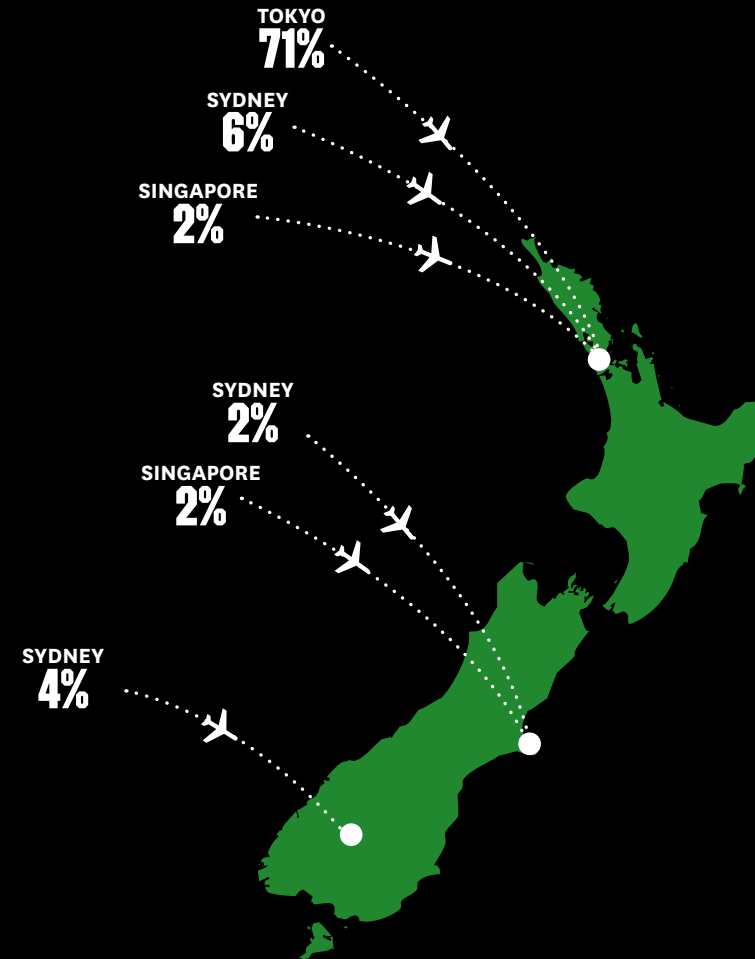 TOKYO
71%
SYDNEY
6%
SINGAPORE
2%
SYDNEY
2%
SINGAPORE
2%
SYDNEY
4%